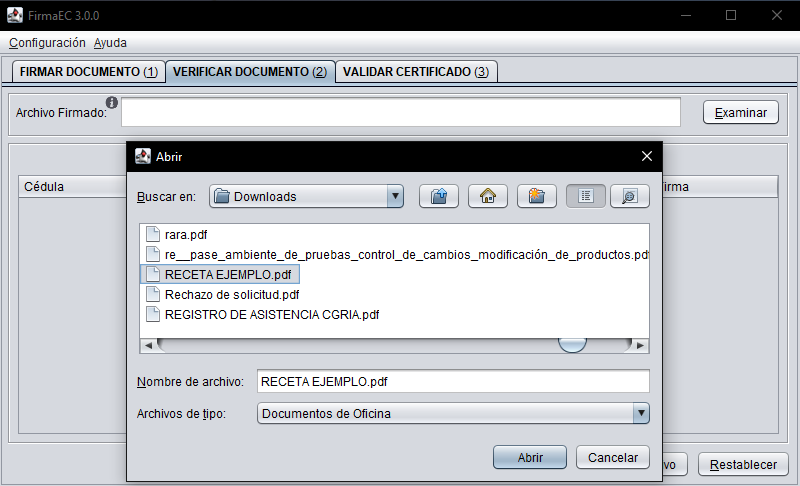 FirmaEC 3.0.0
Configuración Ayuda
FIRMAR DOCUMENTO (1) VERIFICAR DOCUMENTO (2) VALIDAR CERTIFICADO (3)
Archivo Firmado: Examinar
Abrir
Buscar en: Downloads
Cédula
rara.pdf
re__pase_ambiente_de_pruebas_control_de_cambios_modificación_de_productos.pdf
RECETA EJEMPLO.pdf
Rechazo de solicitud.pdf
REGISTRO DE ASISTENCIA CGRIA.pdf
Nombre de archivo: RECETA EJEMPLO.pdf
Archivos de tipo: Documentos de Oficina
Abrir Cancelar
Restablecer